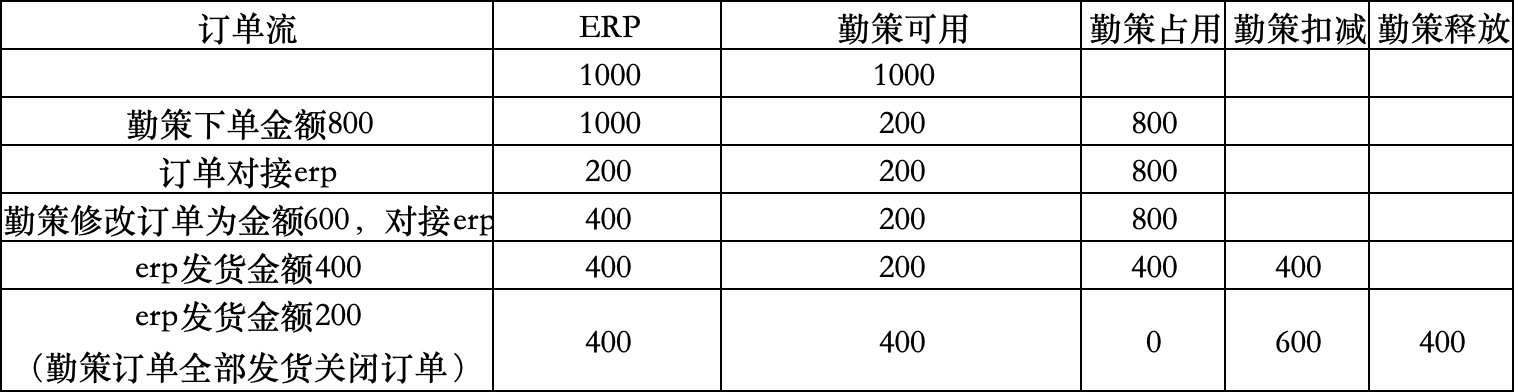 订单流 ERP 勤策可用 勤策占用 勤策扣减 勤策释放
1000 1000
勤策下单金额800 1000 200 800
订单对接erp 200 200 800
勤策修改订单为金额600，对接erp 400 200 800
erp发货金额400 400 200 400 400
erp发货金额200
（勤策订单全部发货关闭订单） 400 400 0 600 400